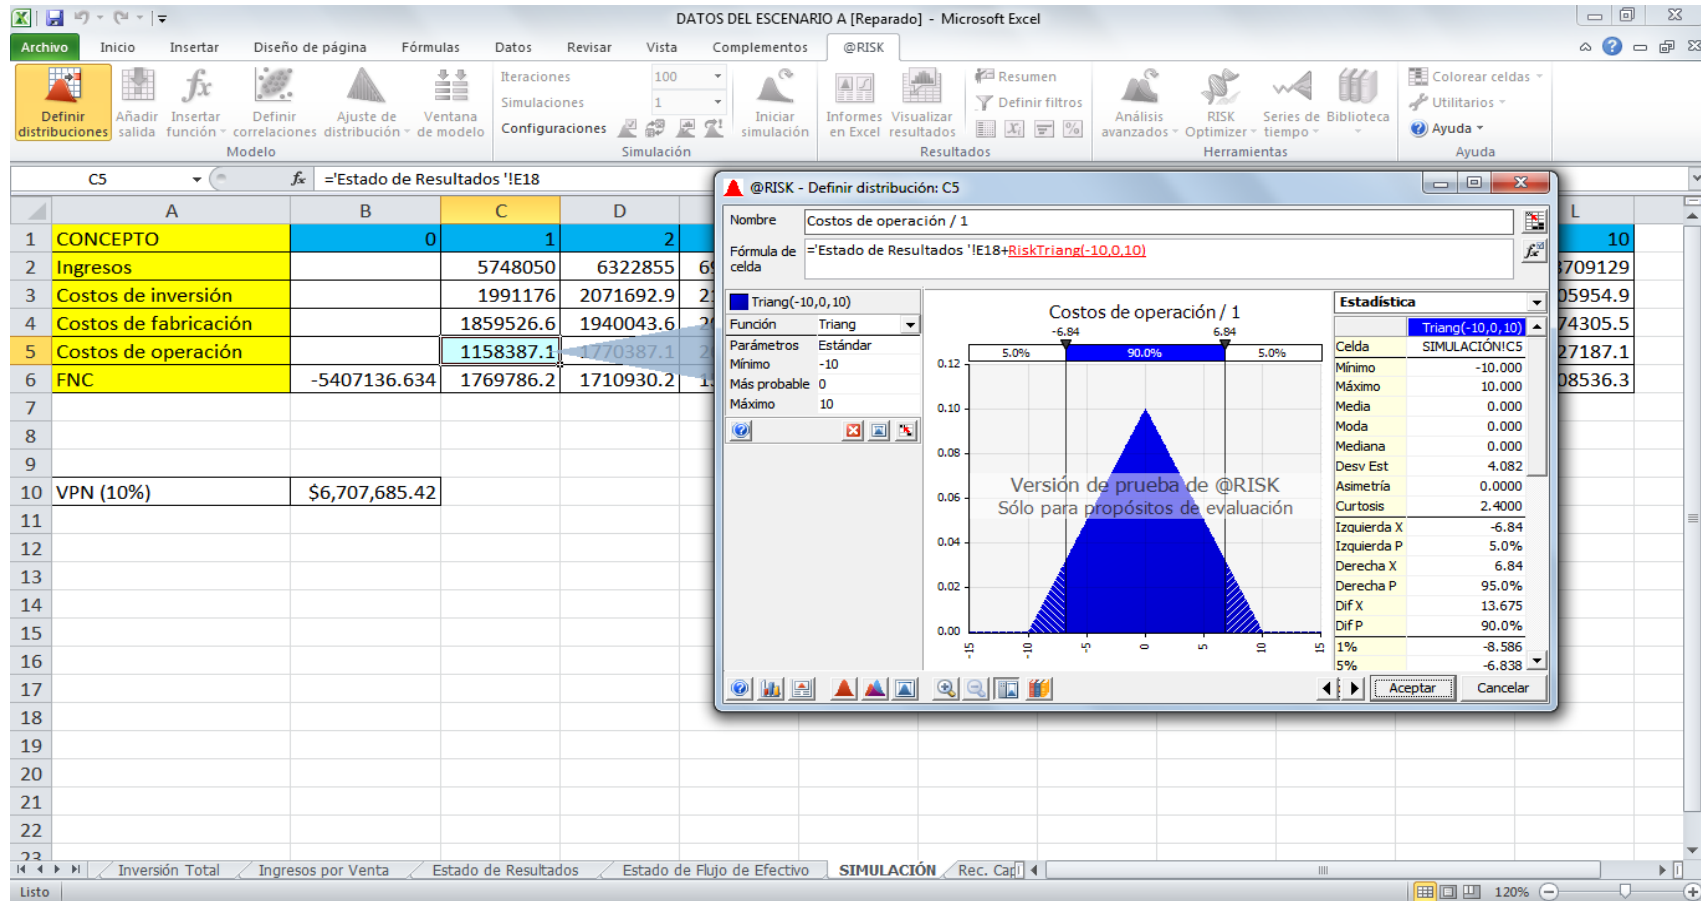 DATOS DEL ESCENARIO A [Reparado] - Microsoft Excel
Archivo Inicio Insertar Diseño de página Fórmulas Datos Revisar Vista Complementos @RISK
Definir distribuciones
Añadir salida
Insertar función
Definir correlaciones
Ajuste de distribución
Ventana de modelo
Modelo
Iteraciones 100
Simulaciones 1
Configuraciones
Iniciar simulación
Simulación
Informes en Excel
Visualizar resultados
Resumen
Definir filtros
Resultados
Análisis avanzados
RISK Optimizer
Series de tiempo
Biblioteca
Herramientas
Colorear celdas
Utilitarios
Ayuda
Ayuda
C5 fx ='Estado de Resultados '!E18
A B C D L
1 CONCEPTO 0 1 2 10
2 Ingresos 5748050 6322855 3709129
3 Costos de inversión 1991176 2071692.9 05954.9
4 Costos de fabricación 1859526.6 1940043.6 74305.5
5 Costos de operación 1158387.1 1770387.1 27187.1
6 FNC -5407136.634 1769786.2 1710930.2 08536.3
7
8
9
10 VPN (10%) $6,707,685.42
11
12
13
14
15
16
17
18
19
20
21
22
23
@RISK - Definir distribución: C5
Nombre Costos de operación / 1
Fórmula de celda ='Estado de Resultados '!E18+RiskTriang(-10,0,10)
Triang(-10,0,10)
Función Triang
Parámetros Estándar
Mínimo -10
Más probable 0
Máximo 10
Costos de operación / 1
-6.84 6.84
5.0% 90.0% 5.0%
0.12
0.10
0.08
0.06
0.04
0.02
0.00
-15 -10 -5 0 5 10 15
Versión de prueba de @RISK
Sólo para propósitos de evaluación
Estadística
Triang(-10,0,10)
Celda SIMULACIÓN!C5
Mínimo -10.000
Máximo 10.000
Media 0.000
Moda 0.000
Mediana 0.000
Desv Est 4.082
Asimetría 0.0000
Curtosis 2.4000
Izquierda X -6.84
Izquierda P 5.0%
Derecha X 6.84
Derecha P 95.0%
Dif X 13.675
Dif P 90.0%
1% -8.586
5% -6.838
Aceptar Cancelar
Inversión Total Ingresos por Venta Estado de Resultados Estado de Flujo de Efectivo SIMULACIÓN Rec. Cap
Listo 120%